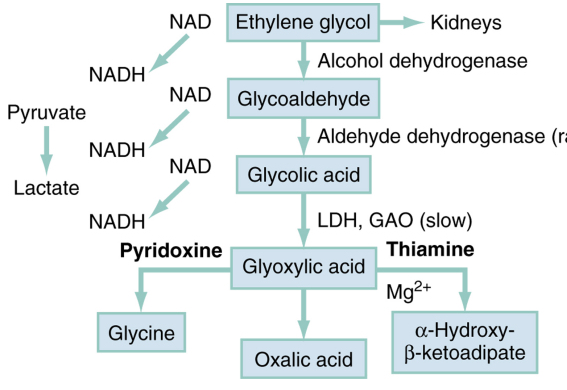 NAD
Ethylene glycol
Kidneys
NADH
Alcohol dehydrogenase
NAD
Glycoaldehyde
Pyruvate
NADH
Aldehyde dehydrogenase
NAD
Glycolic acid
Lactate
NADH
LDH, GAO (slow)
Pyridoxine
Glyoxylic acid
Thiamine
Mg²⁺
Glycine
Oxalic acid
α-Hydroxy-
β-ketoadipate